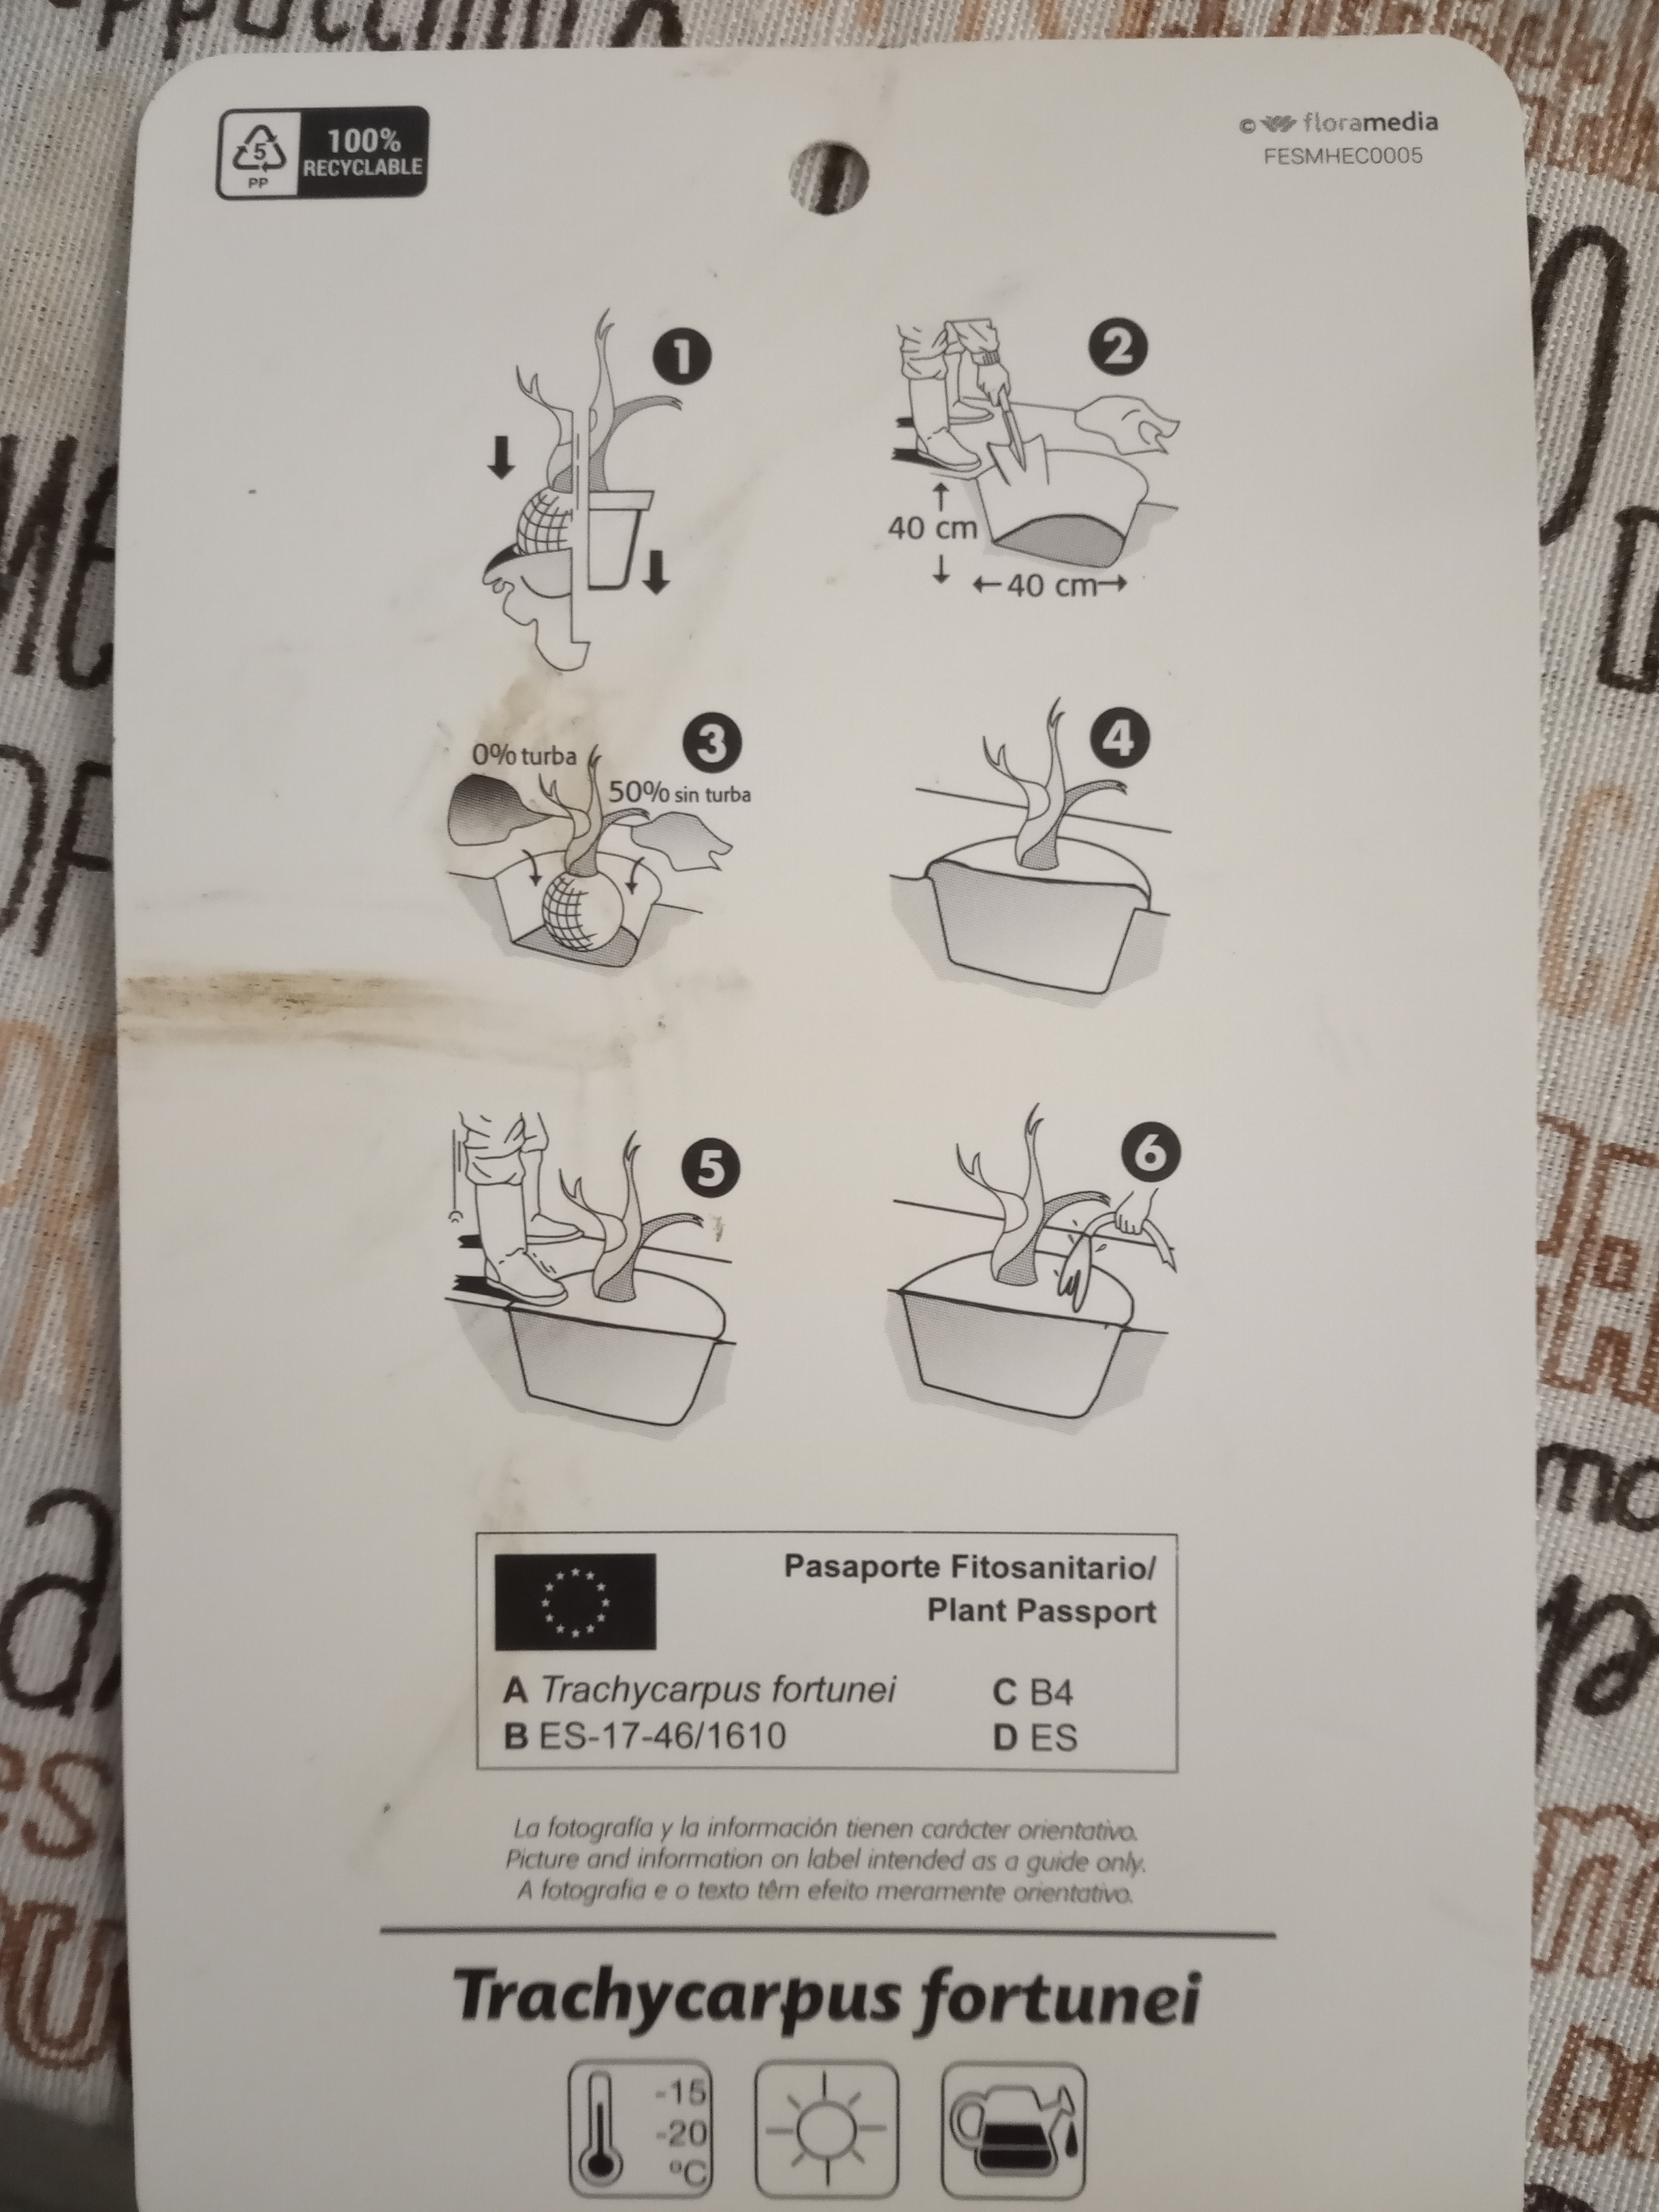 5
PP
100%
RECYCLABLE
© floramedia
FESMHEC0005
1
2
40 cm
40 cm
3
0% turba
50% sin turba
4
5
6
Pasaporte Fitosanitario/
Plant Passport
A Trachycarpus fortunei
C B4
B ES-17-46/1610
D ES
La fotografía y la información tienen carácter orientativo.
Picture and information on label intended as a guide only.
A fotografia e o texto têm efeito meramente orientativo.
Trachycarpus fortunei
-15
-20
ºC